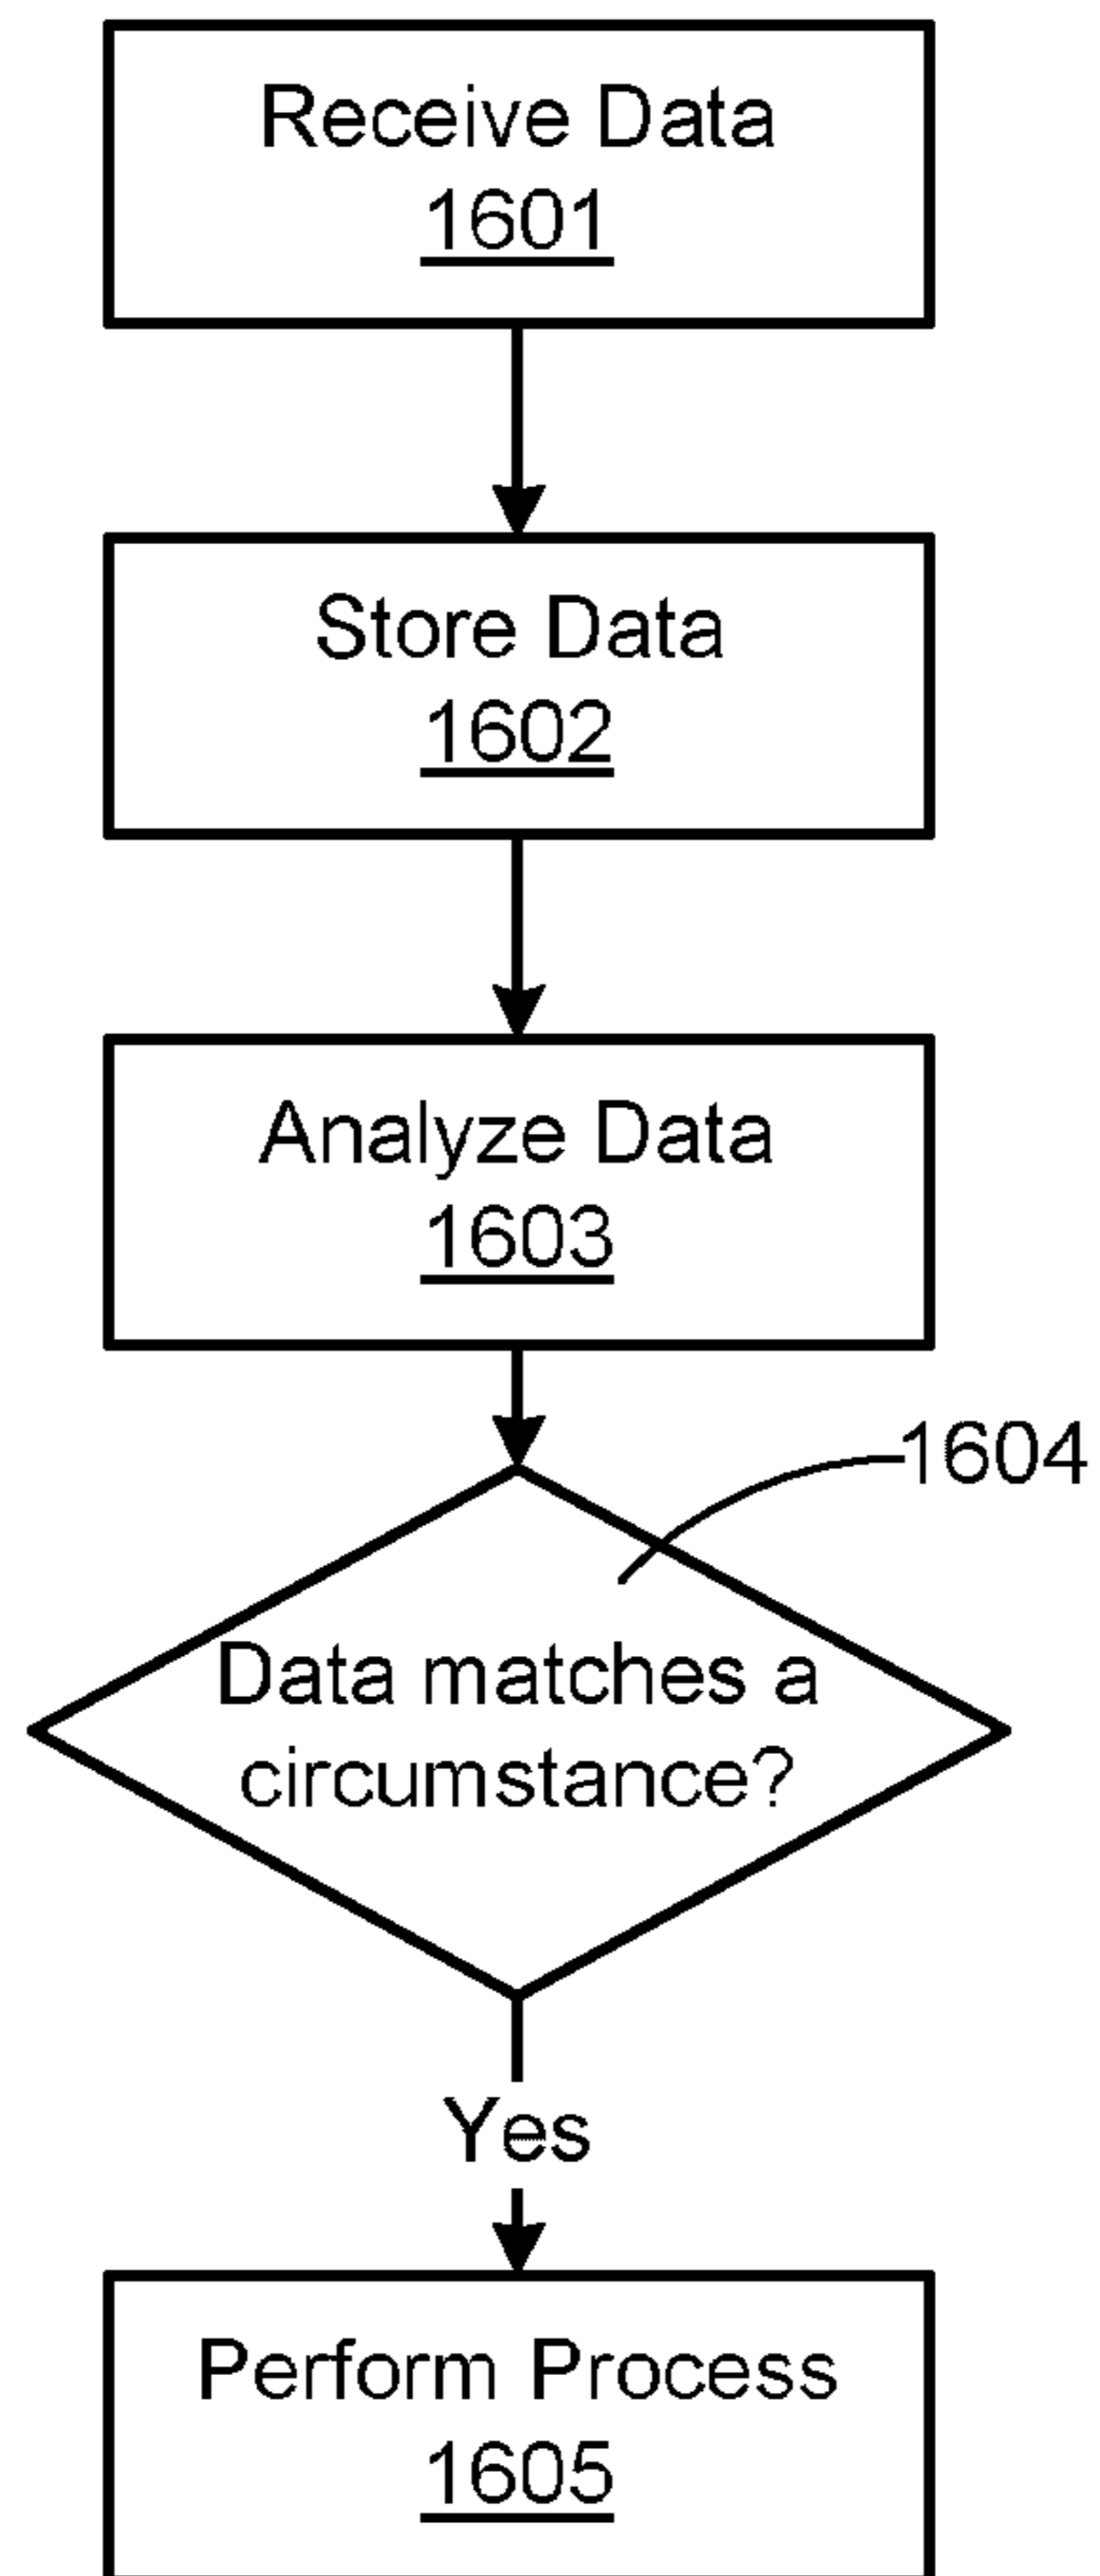 Receive Data
1601
Store Data
1602
Analyze Data
1603
1604
Data matches a
circumstance?
Yes
Perform Process
1605